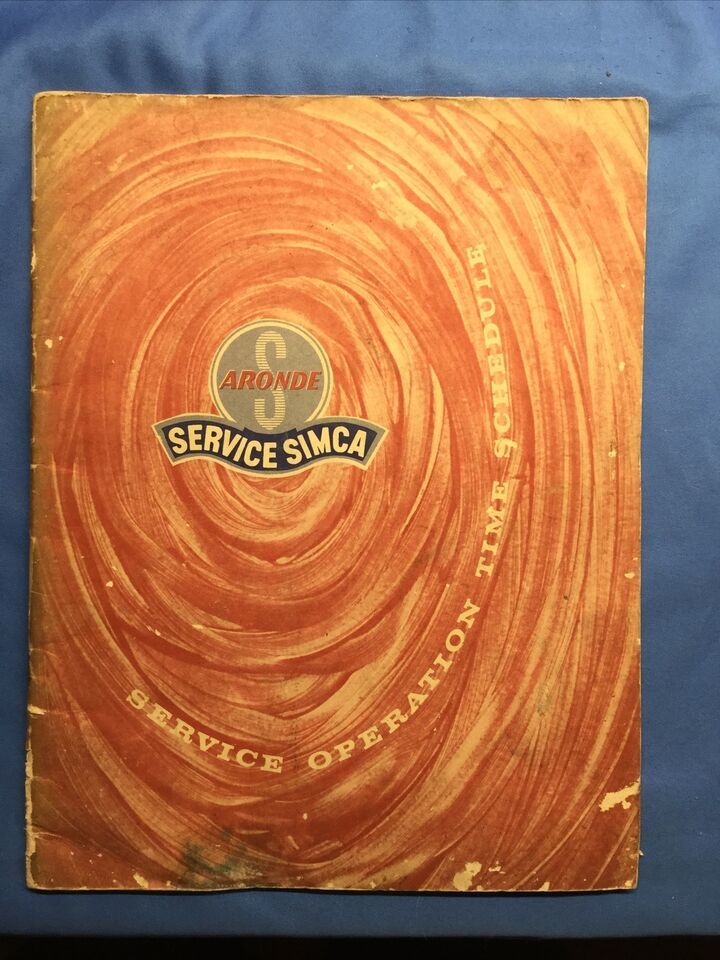 S
ARONDE
SERVICE SIMCA
SERVICE OPERATION TIME SCHEDULE